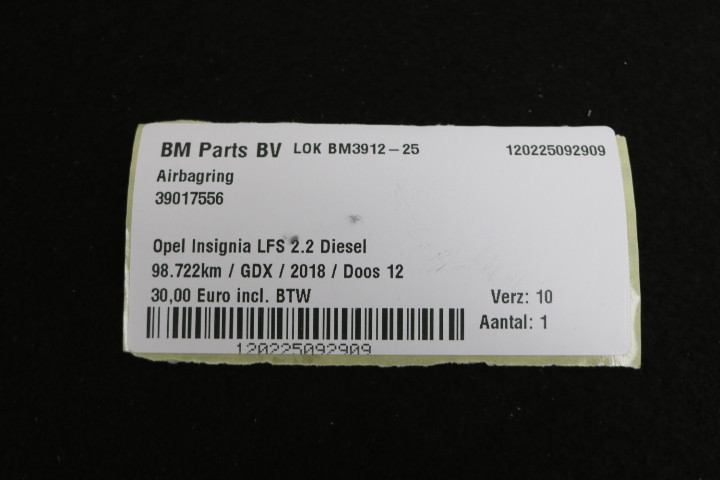 BM Parts BV LOK BM3912-25 120225092909
Airbagring
39017556
Opel Insignia LFS 2.2 Diesel
98.722km / GDX / 2018 / Doos 12
30,00 Euro incl. BTW Verz: 10
Aantal: 1
120225092909